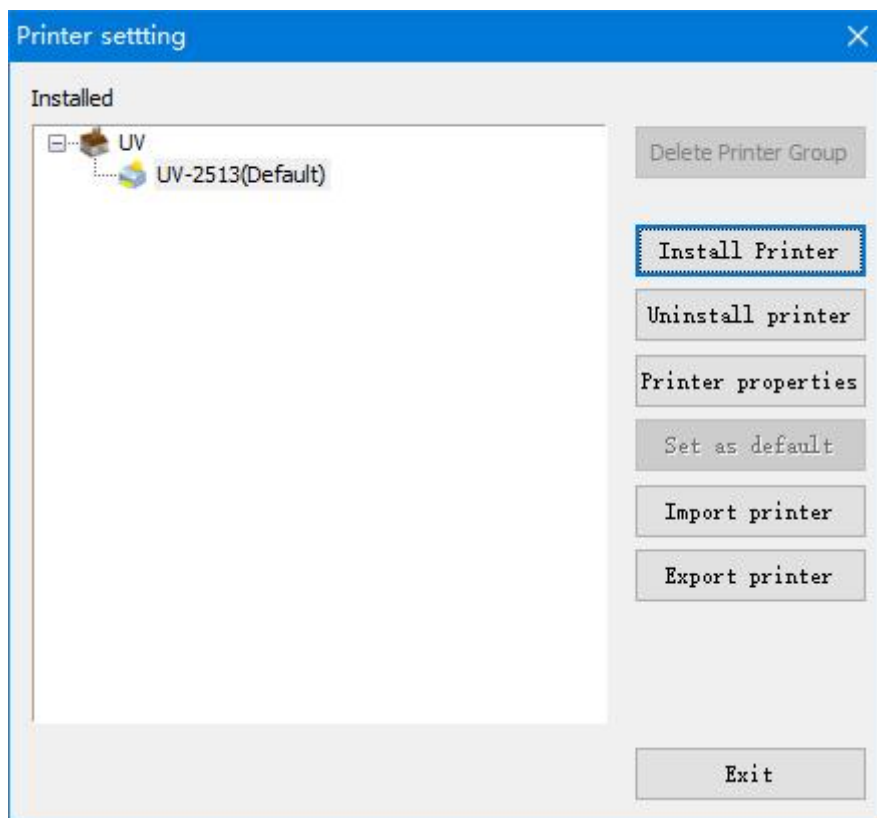 Printer settting
Installed
UV
UV-2513(Default)
Delete Printer Group
Install Printer
Uninstall printer
Printer properties
Set as default
Import printer
Export printer
Exit